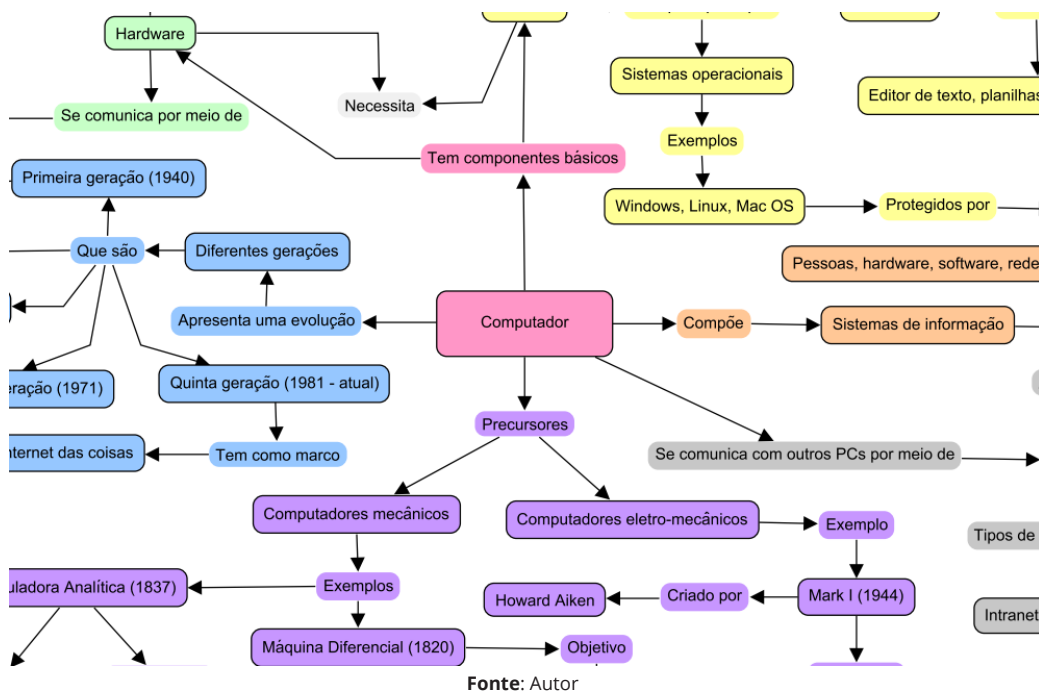 Hardware
Sistemas operacionais
Editor de texto, planilhas
Necessita
Se comunica por meio de
Exemplos
Tem componentes básicos
Primeira geração (1940)
Windows, Linux, Mac OS
Protegidos por
Que são
Diferentes gerações
Pessoas, hardware, software, rede
Apresenta uma evolução
Computador
Compõe
Sistemas de informação
eração (1971)
Quinta geração (1981 - atual)
Precursores
nternet das coisas
Tem como marco
Se comunica com outros PCs por meio de
Computadores mecânicos
Computadores eletro-mecânicos
Exemplo
Tipos de
uladora Analítica (1837)
Exemplos
Howard Aiken
Criado por
Mark I (1944)
Intranet
Máquina Diferencial (1820)
Objetivo
Fonte: Autor